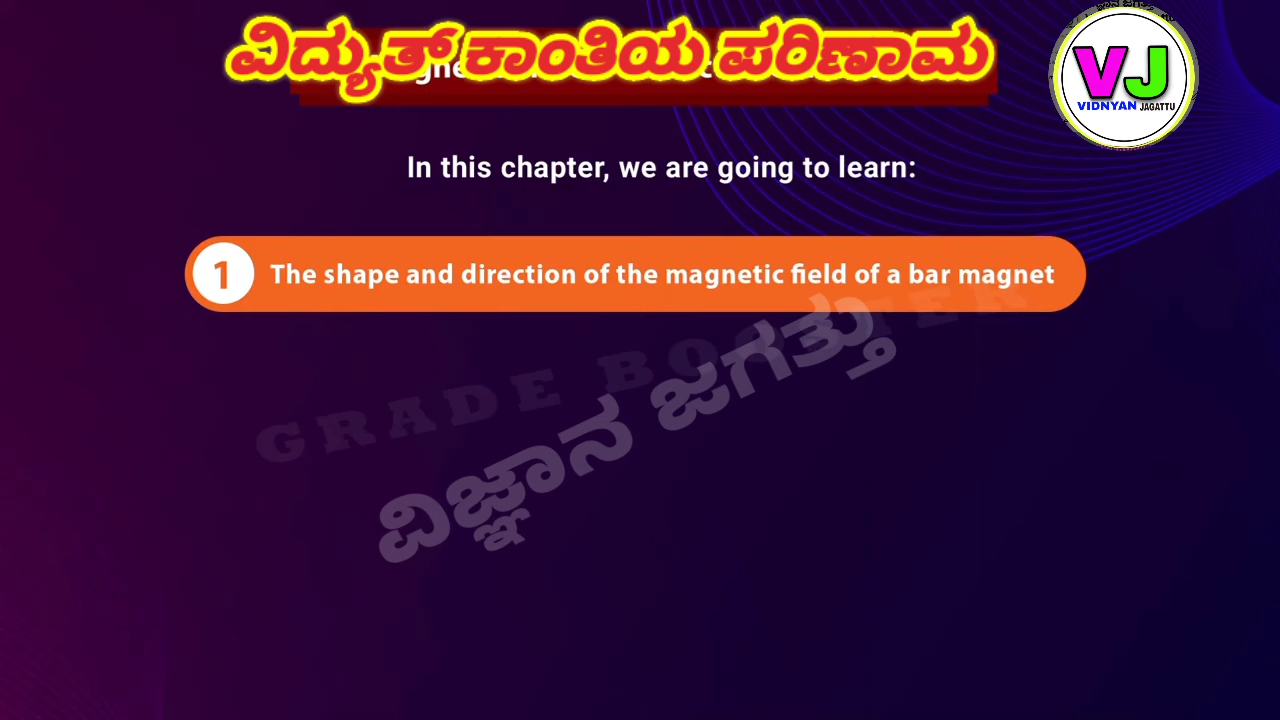 ವಿದ್ಯುತ್ ಕಾಂತಿಯ ಪರಿಣಾಮ
VJ
VIDNYAN JAGATTU
In this chapter, we are going to learn:
1 The shape and direction of the magnetic field of a bar magnet
GRADE BOOSTER
ವಿಜ್ಞಾನ ಜಗತ್ತು